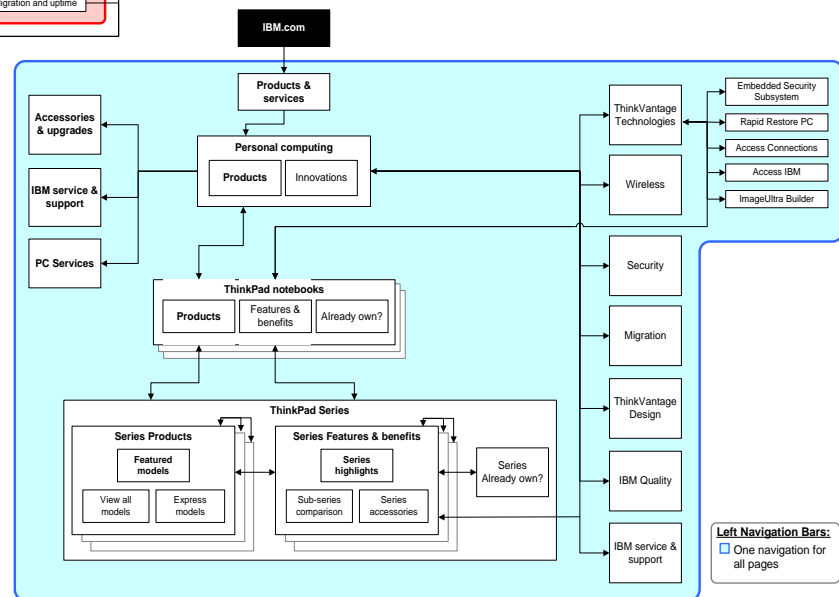 and uptime
IBM.com
Products &
services
Accessories
& upgrades
IBM service &
support
PC Services
Personal computing
Products
Innovations
ThinkPad notebooks
Products
Features &
benefits
Already own?
ThinkPad Series
Series Products
Featured
models
View all
models
Express
models
Series Features & benefits
Series
highlights
Sub-series
comparison
Series
accessories
Series
Already own?
ThinkVantage
Technologies
Wireless
Security
Migration
ThinkVantage
Design
IBM Quality
IBM service &
support
Embedded Security
Subsystem
Rapid Restore PC
Access Connections
Access IBM
ImageUltra Builder
Left Navigation Bars:
One navigation for
all pages